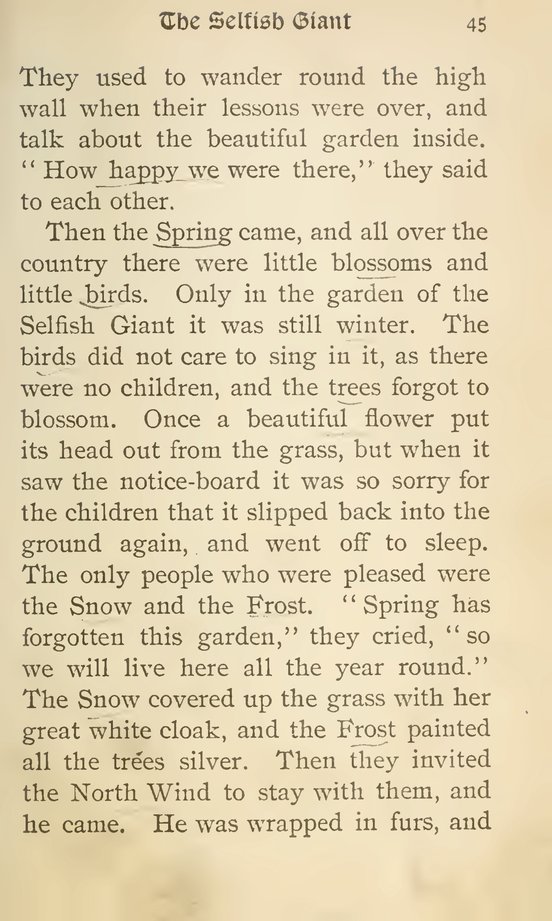 The Selfish Giant 45
They used to wander round the high
wall when their lessons were over, and
talk about the beautiful garden inside.
"How happy we were there," they said
to each other.
Then the Spring came, and all over the
country there were little blossoms and
little birds. Only in the garden of the
Selfish Giant it was still winter. The
birds did not care to sing in it, as there
were no children, and the trees forgot to
blossom. Once a beautiful flower put
its head out from the grass, but when it
saw the notice-board it was so sorry for
the children that it slipped back into the
ground again, and went off to sleep.
The only people who were pleased were
the Snow and the Frost. "Spring has
forgotten this garden," they cried, "so
we will live here all the year round."
The Snow covered up the grass with her
great white cloak, and the Frost painted
all the trees silver. Then they invited
the North Wind to stay with them, and
he came. He was wrapped in furs, and